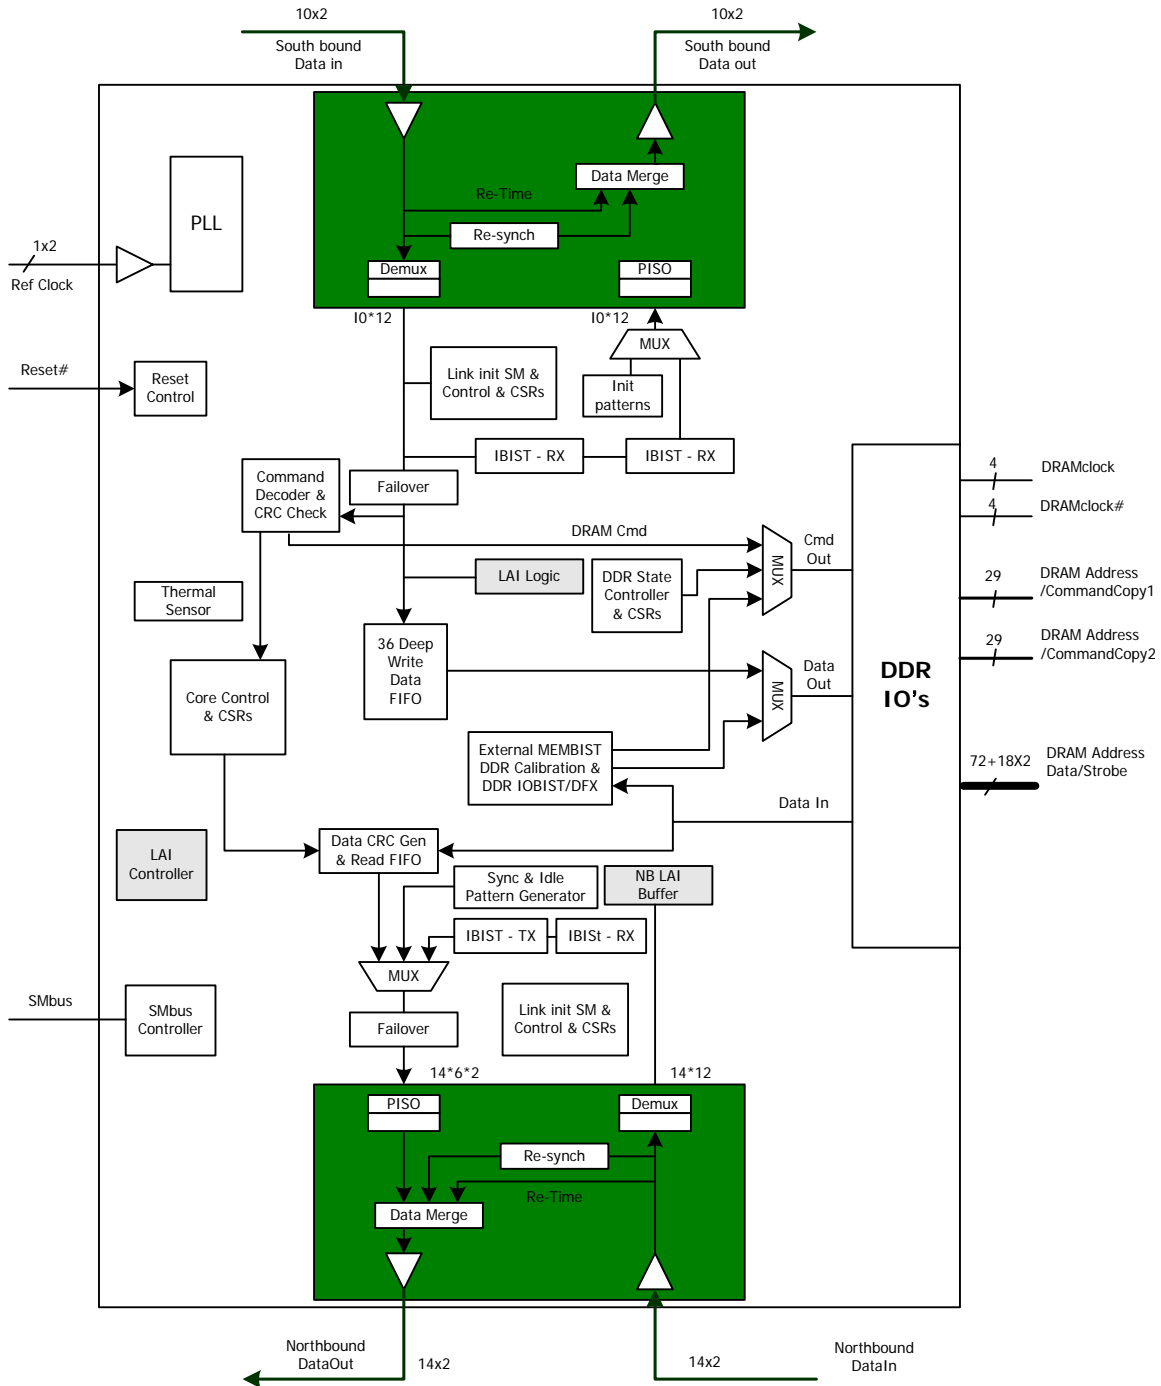 10x2
10x2
South bound
Data in
South bound
Data out
Data Merge
Re-Time
PLL
Re-synch
1x2
Ref Clock
Demux
PISO
I0*12
I0*12
MUX
Reset#
Reset
Control
Link init SM &
Control & CSRs
Init
patterns
IBIST - RX
IBIST - RX
Command
Decoder &
CRC Check
Failover
4
DRAMclock
4
DRAMclock#
DRAM Cmd
MUX
Cmd
Out
LAI Logic
DDR State
Controller
& CSRs
29
DRAM Address
/CommandCopy1
Thermal
Sensor
36 Deep
Write
Data
FIFO
29
DRAM Address
/CommandCopy2
MUX
Data
Out
DDR
IO's
Core Control
& CSRs
External MEMBIST
DDR Calibration &
DDR IOBIST/DFX
72+18X2
DRAM Address
Data/Strobe
Data In
LAI
Controller
Data CRC Gen
& Read FIFO
Sync & Idle
Pattern Generator
NB LAI
Buffer
IBIST - TX
IBISt - RX
MUX
SMbus
SMbus
Controller
Link init SM &
Control & CSRs
Failover
14*6*2
14*12
PISO
Demux
Re-synch
Re-Time
Data Merge
Northbound
DataOut
14x2
14x2
Northbound
DataIn